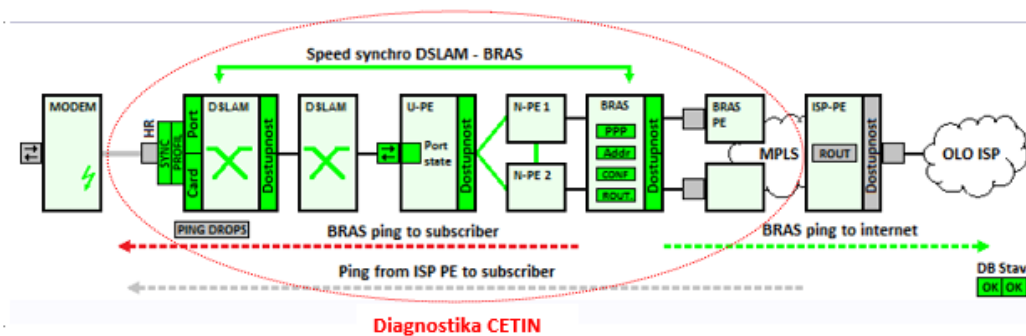 Speed synchro DSLAM - BRAS
MODEM
HR
SYNC
PROFIL
Port
Card
DSLAM
Dostupnost
DSLAM
U-PE
Port
state
Dostupnost
N-PE 1
N-PE 2
BRAS
PPP
Addr
CONF
ROUT
Dostupnost
BRAS
PE
MPLS
ISP-PE
ROUT
Dostupnost
OLO ISP
PING DROPS
BRAS ping to subscriber
BRAS ping to internet
Ping from ISP PE to subscriber
DB Stav
OK OK
Diagnostika CETIN